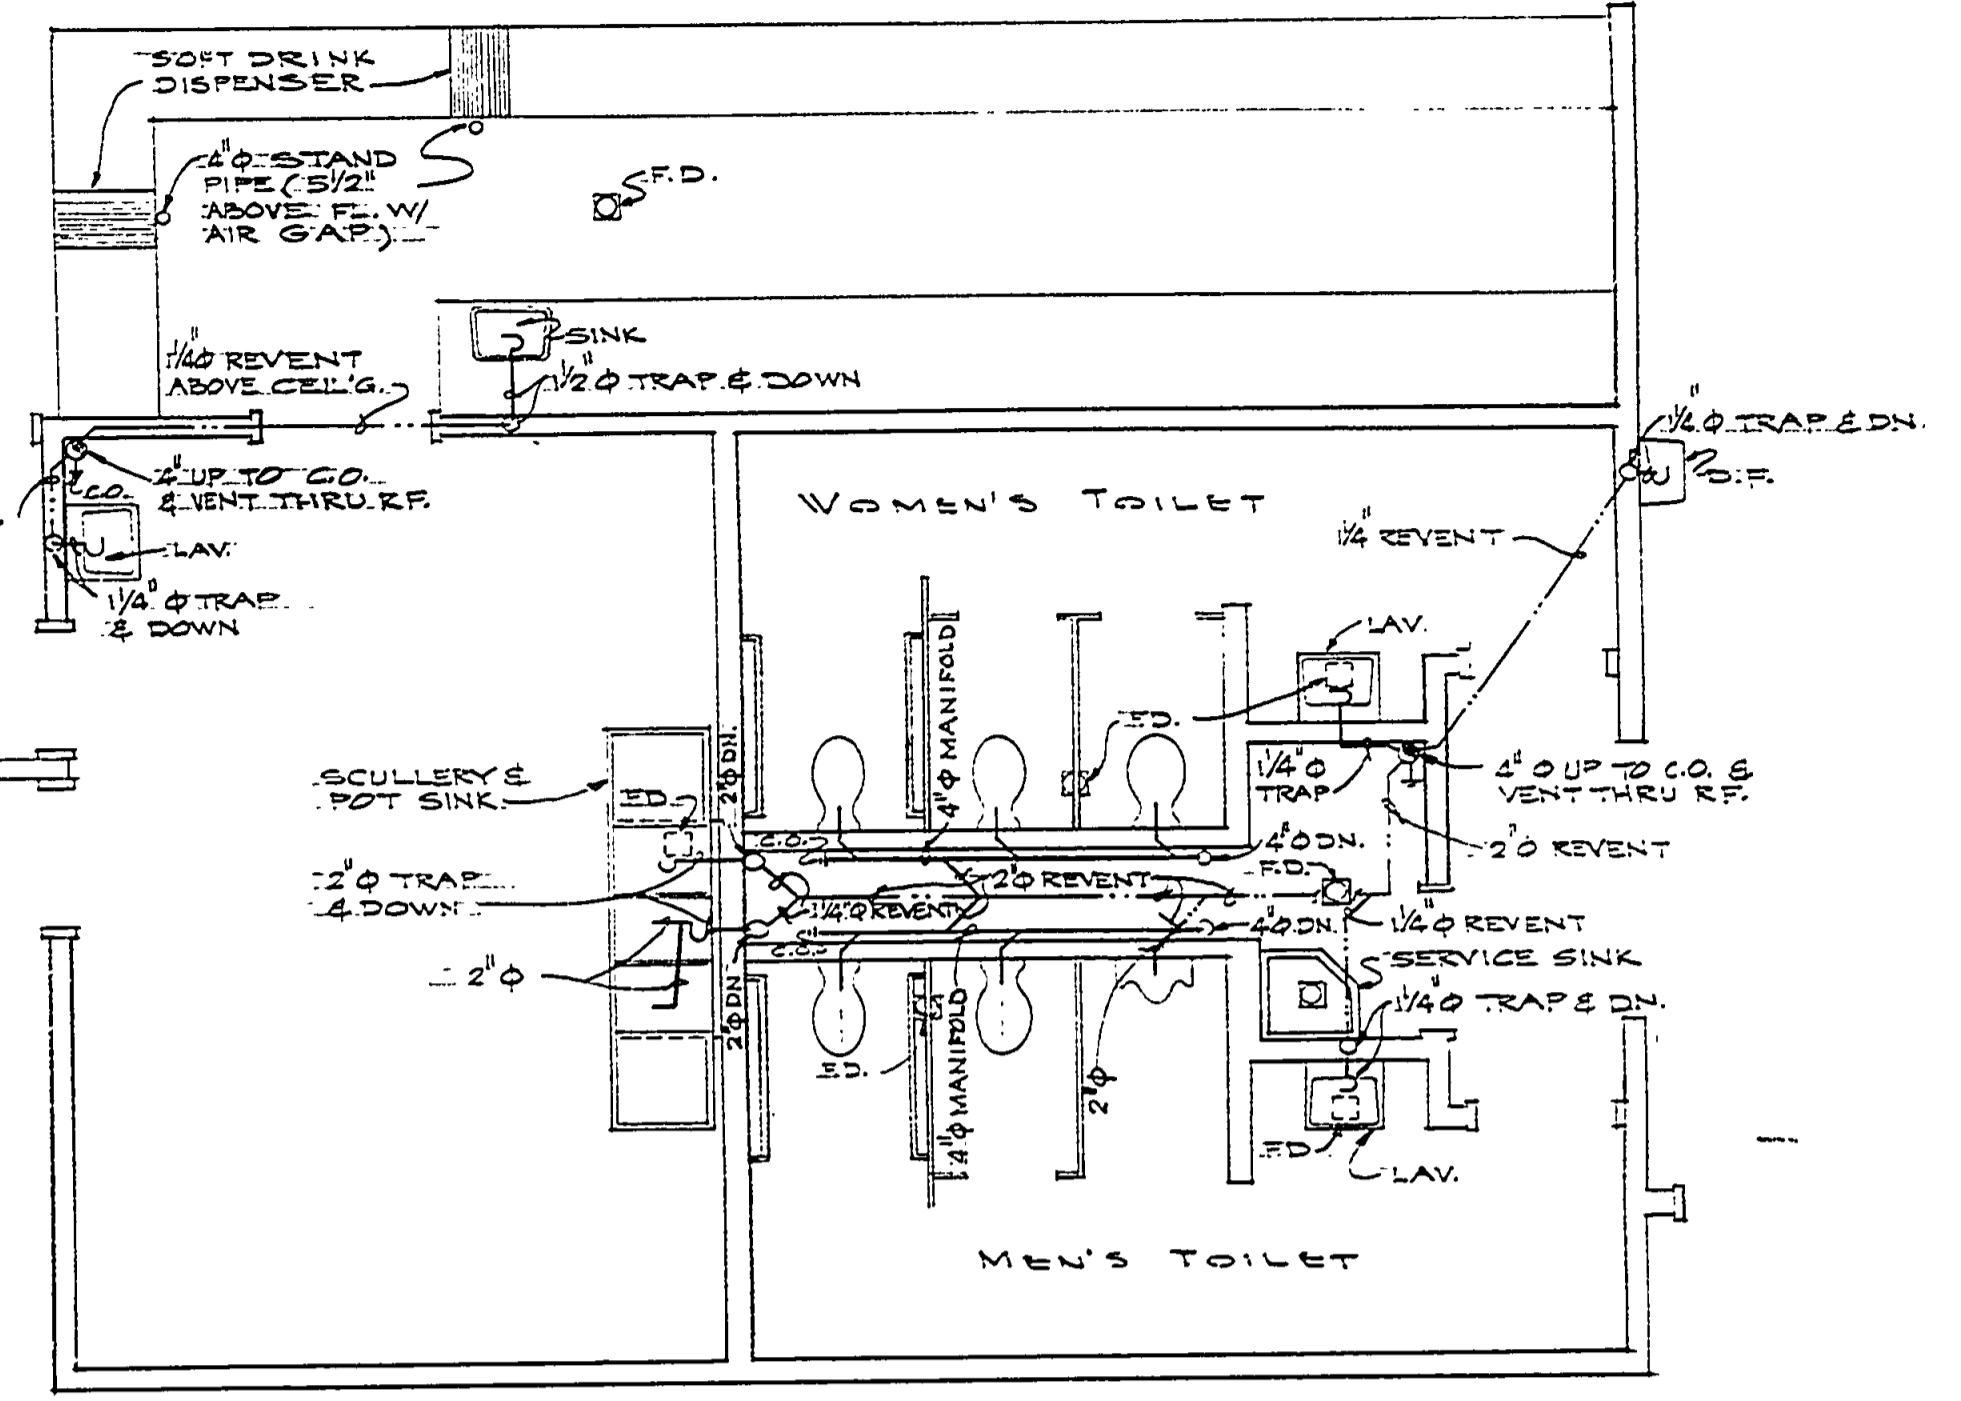 SOFT DRINK
DISPENSER
4"Ø STAND
PIPE (5 1/2"
ABOVE FL. W/
AIR GAP)
F.D.
SINK
1 1/4"Ø REVENT
ABOVE CEIL'G.
1 1/2"Ø TRAP & DOWN
1 1/4"Ø TRAP & DN.
D.F.
4" UP TO C.O.
& VENT THRU RF.
C.O.
LAV.
1 1/4"Ø TRAP
& DOWN
WOMEN'S TOILET
1 1/4" REVENT
LAV.
4"Ø MANIFOLD
F.D.
2"Ø DN.
1 1/4"Ø
TRAP
4"Ø UP TO C.O. &
VENT THRU RF.
SCULLERY &
POT SINK
F.D.
C.O.
4"Ø DN.
F.D.
2"Ø REVENT
2"Ø TRAP
& DOWN
2"Ø REVENT
1 1/4"Ø REVENT
4"Ø DN.
1 1/4"Ø REVENT
C.O.
2"Ø
SERVICE SINK
1 1/4"Ø TRAP & DN.
2"Ø DN
F.D.
4"Ø MANIFOLD
2"Ø
F.D.
LAV.
MEN'S TOILET